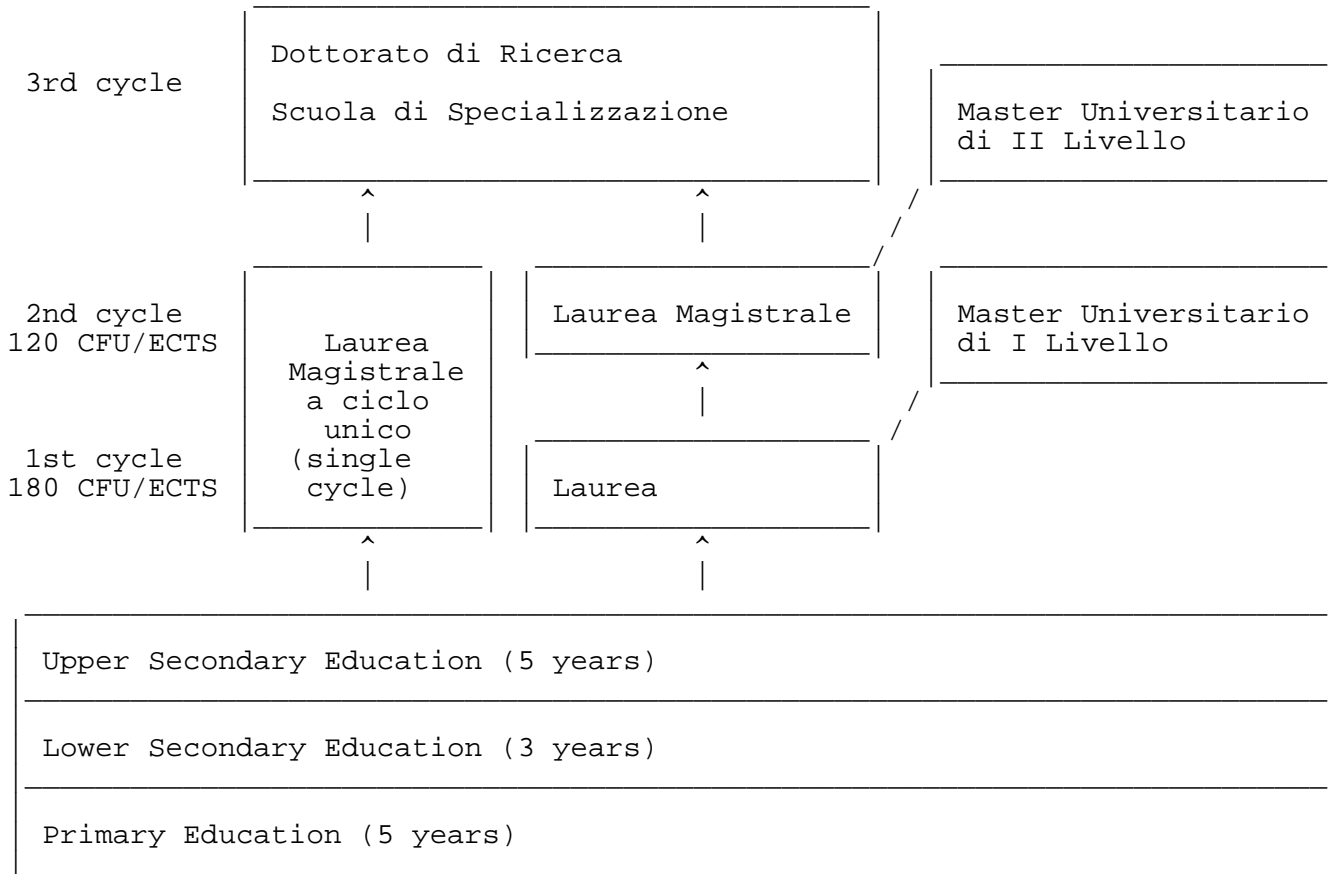 Dottorato di Ricerca
3rd cycle
Scuola di Specializzazione
Master Universitario
di II Livello
2nd cycle
120 CFU/ECTS
Laurea
Magistrale
a ciclo
unico
(single
cycle)
Laurea Magistrale
Master Universitario
di I Livello
1st cycle
180 CFU/ECTS
Laurea
Upper Secondary Education (5 years)
Lower Secondary Education (3 years)
Primary Education (5 years)